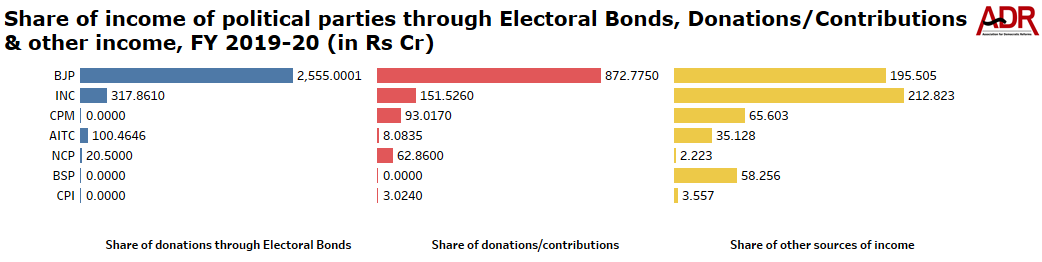 Share of income of political parties through Electoral Bonds, Donations/Contributions
& other income, FY 2019-20 (in Rs Cr)
ADR
Association for Democratic Reforms
BJP 2,555.0001 872.7750 195.505
INC 317.8610 151.5260 212.823
CPM 0.0000 93.0170 65.603
AITC 100.4646 8.0835 35.128
NCP 20.5000 62.8600 2.223
BSP 0.0000 0.0000 58.256
CPI 0.0000 3.0240 3.557
Share of donations through Electoral Bonds Share of donations/contributions Share of other sources of income